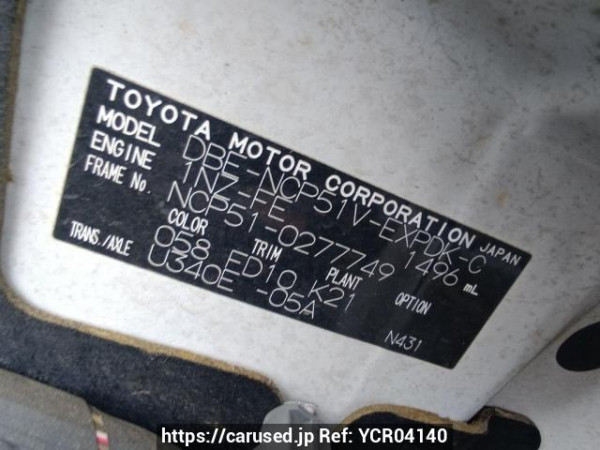 TOYOTA MOTOR CORPORATION JAPAN
MODEL DBE-NCP51V-EXPDK-C
ENGINE 1NZ-FE 1496 mL
FRAME No. NCP51-0277749
COLOR TRIM PLANT OPTION
058 FD10 K21
TRANS./AXLE U340E -05A
N431
https://carused.jp Ref: YCR04140